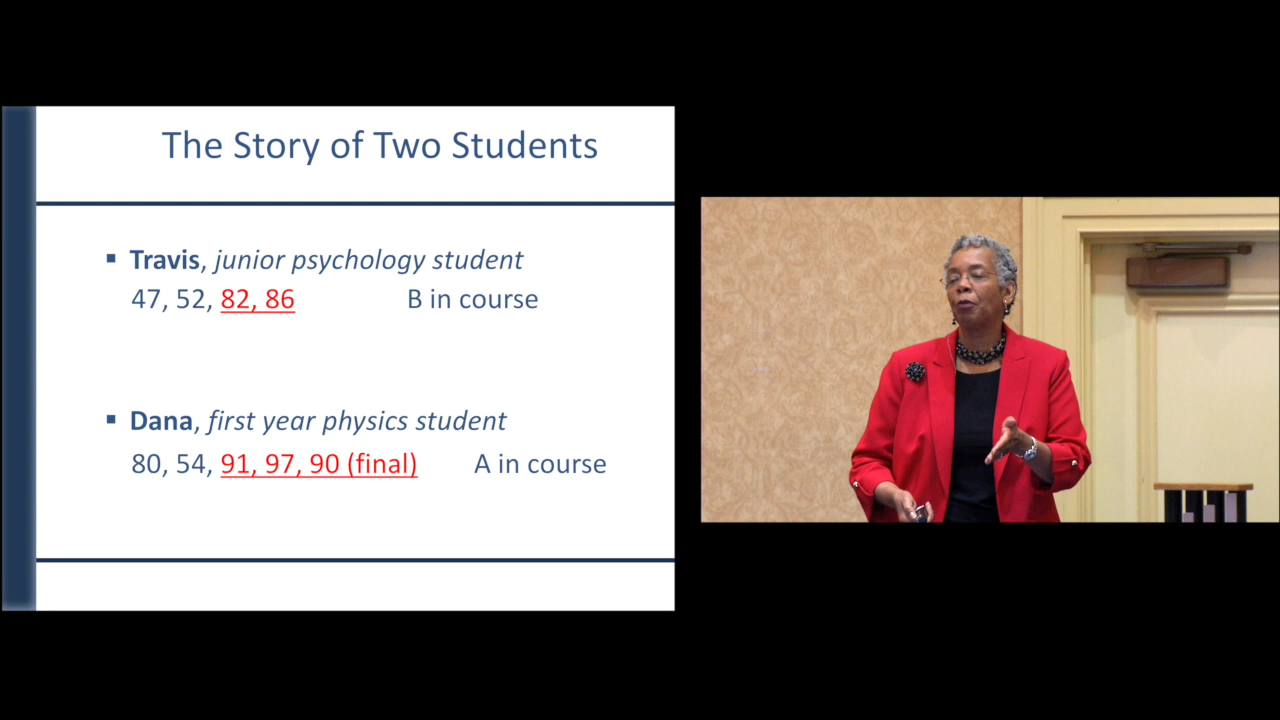 The Story of Two Students
▪ Travis, junior psychology student
47, 52, 82, 86 B in course
▪ Dana, first year physics student
80, 54, 91, 97, 90 (final) A in course